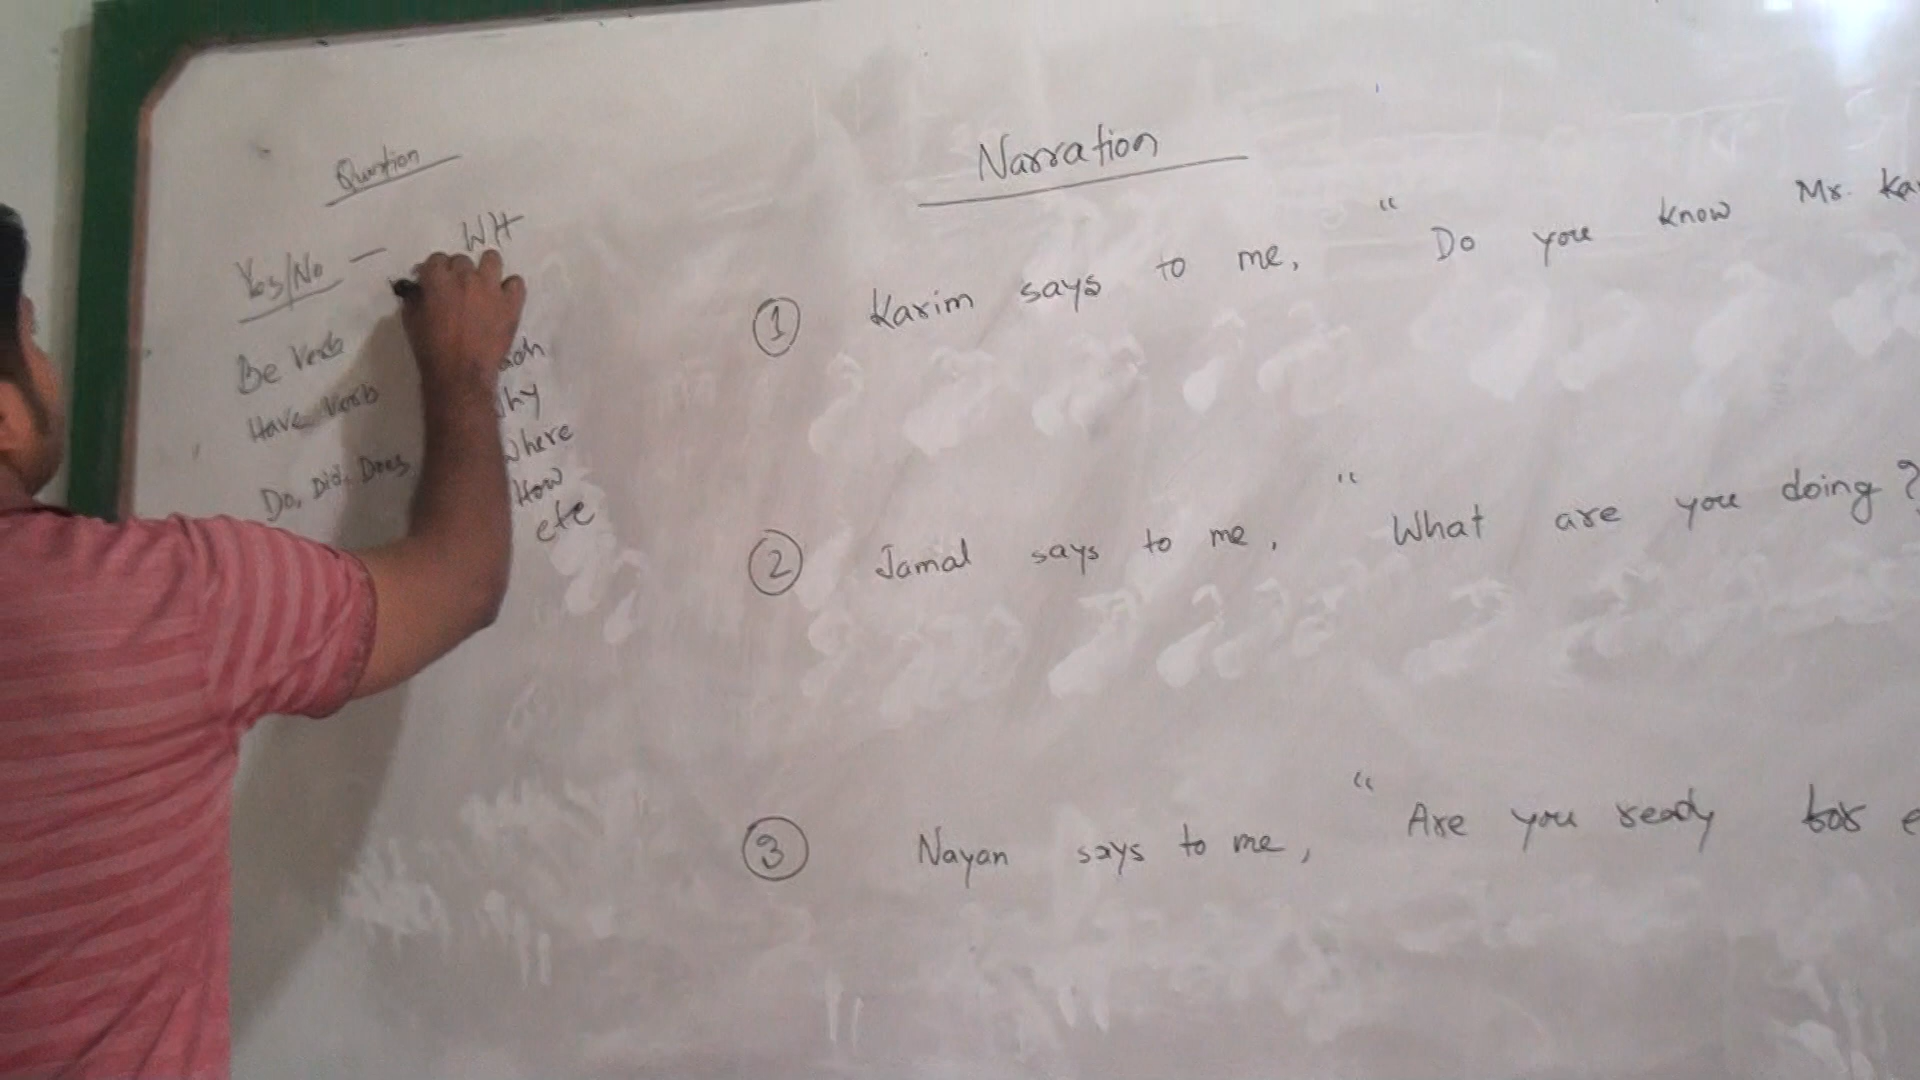 Question
Yes/No — WH
Be Verb
Have Verb
Do, Did, Does
Where
How
etc
Narration
① Karim says to me, " Do you know Mr.
② Jamal says to me, " What are you doing?
③ Nayan says to me, " Are you ready for